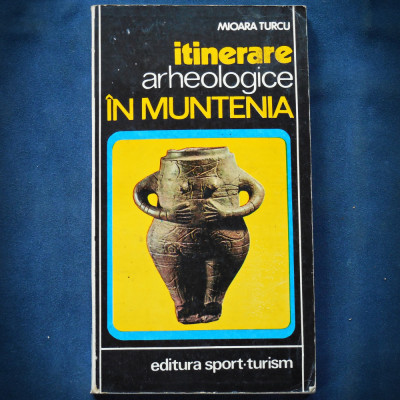 MIOARA TURCU
itinerare
arheologice
ÎN MUNTENIA
editura sport·turism